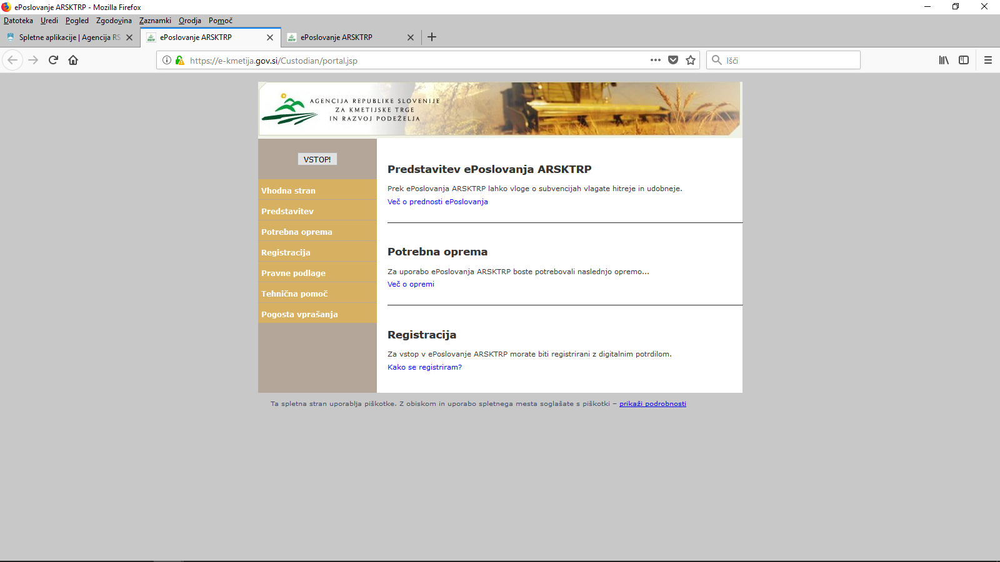 ePoslovanje ARSKTRP - Mozilla Firefox
Datoteka Uredi Pogled Zgodovina Zaznamki Orodja Pomoč
Spletne aplikacije | Agencija RS
ePoslovanje ARSKTRP
ePoslovanje ARSKTRP
https://e-kmetija.gov.si/Custodian/portal.jsp
Išči
AGENCIJA REPUBLIKE SLOVENIJE
ZA KMETIJSKE TRGE
IN RAZVOJ PODEŽELJA
VSTOP!
Vhodna stran
Predstavitev
Potrebna oprema
Registracija
Pravne podlage
Tehnična pomoč
Pogosta vprašanja
Predstavitev ePoslovanja ARSKTRP
Prek ePoslovanja ARSKTRP lahko vloge o subvencijah vlagate hitreje in udobneje.
Več o prednosti ePoslovanja
Potrebna oprema
Za uporabo ePoslovanja ARSKTRP boste potrebovali naslednjo opremo...
Več o opremi
Registracija
Za vstop v ePoslovanje ARSKTRP morate biti registrirani z digitalnim potrdilom.
Kako se registriram?
Ta spletna stran uporablja piškotke. Z obiskom in uporabo spletnega mesta soglašate s piškotki – prikaži podrobnosti